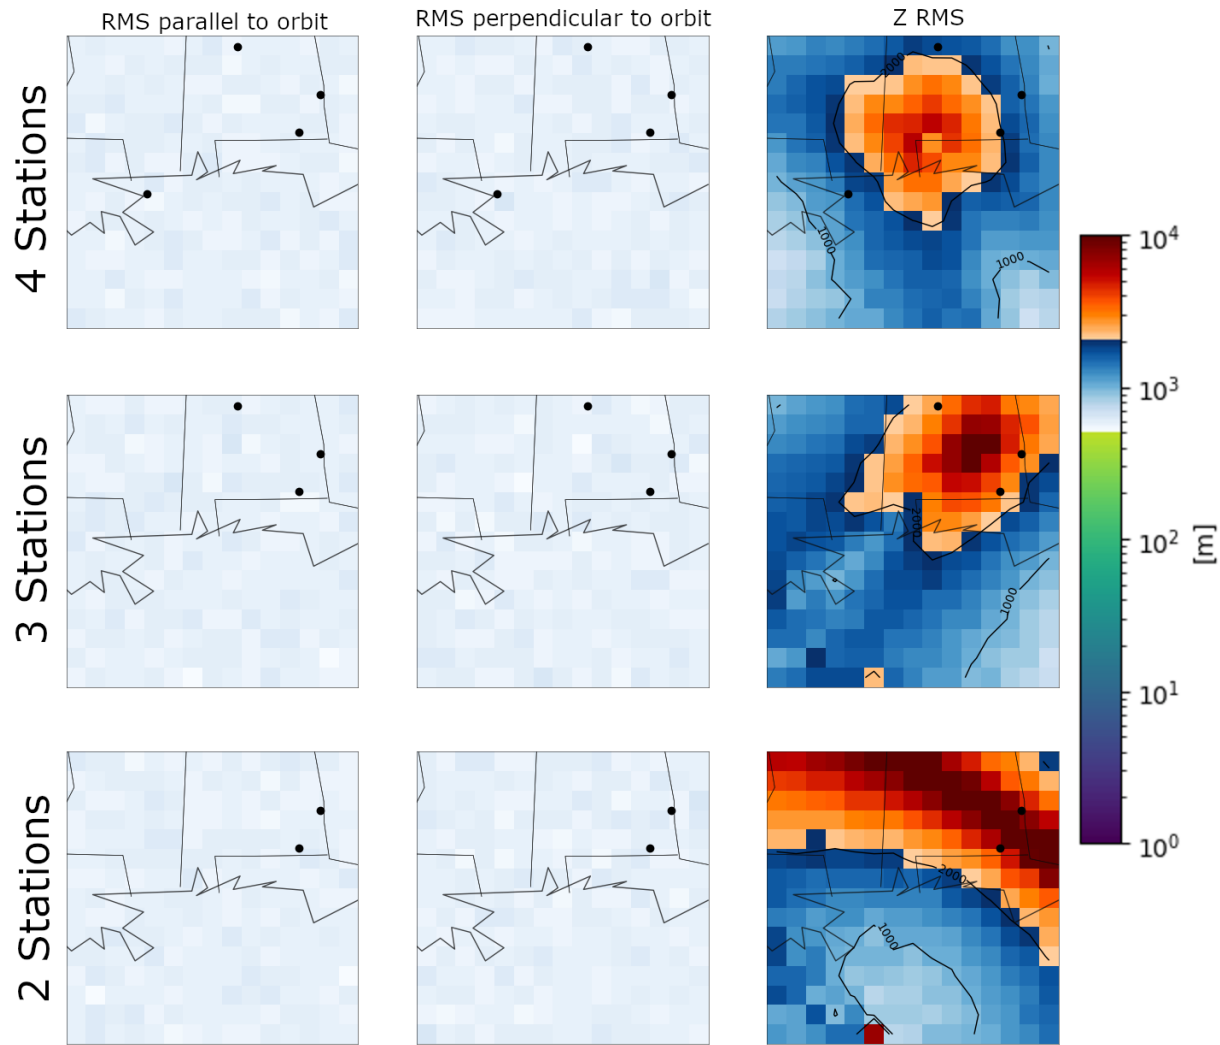 RMS parallel to orbit
RMS perpendicular to orbit
Z RMS
4 Stations
2000
1000
1000
3 Stations
2000
1000
2 Stations
2000
1000
10^4
10^3
10^2
10^1
10^0
[m]